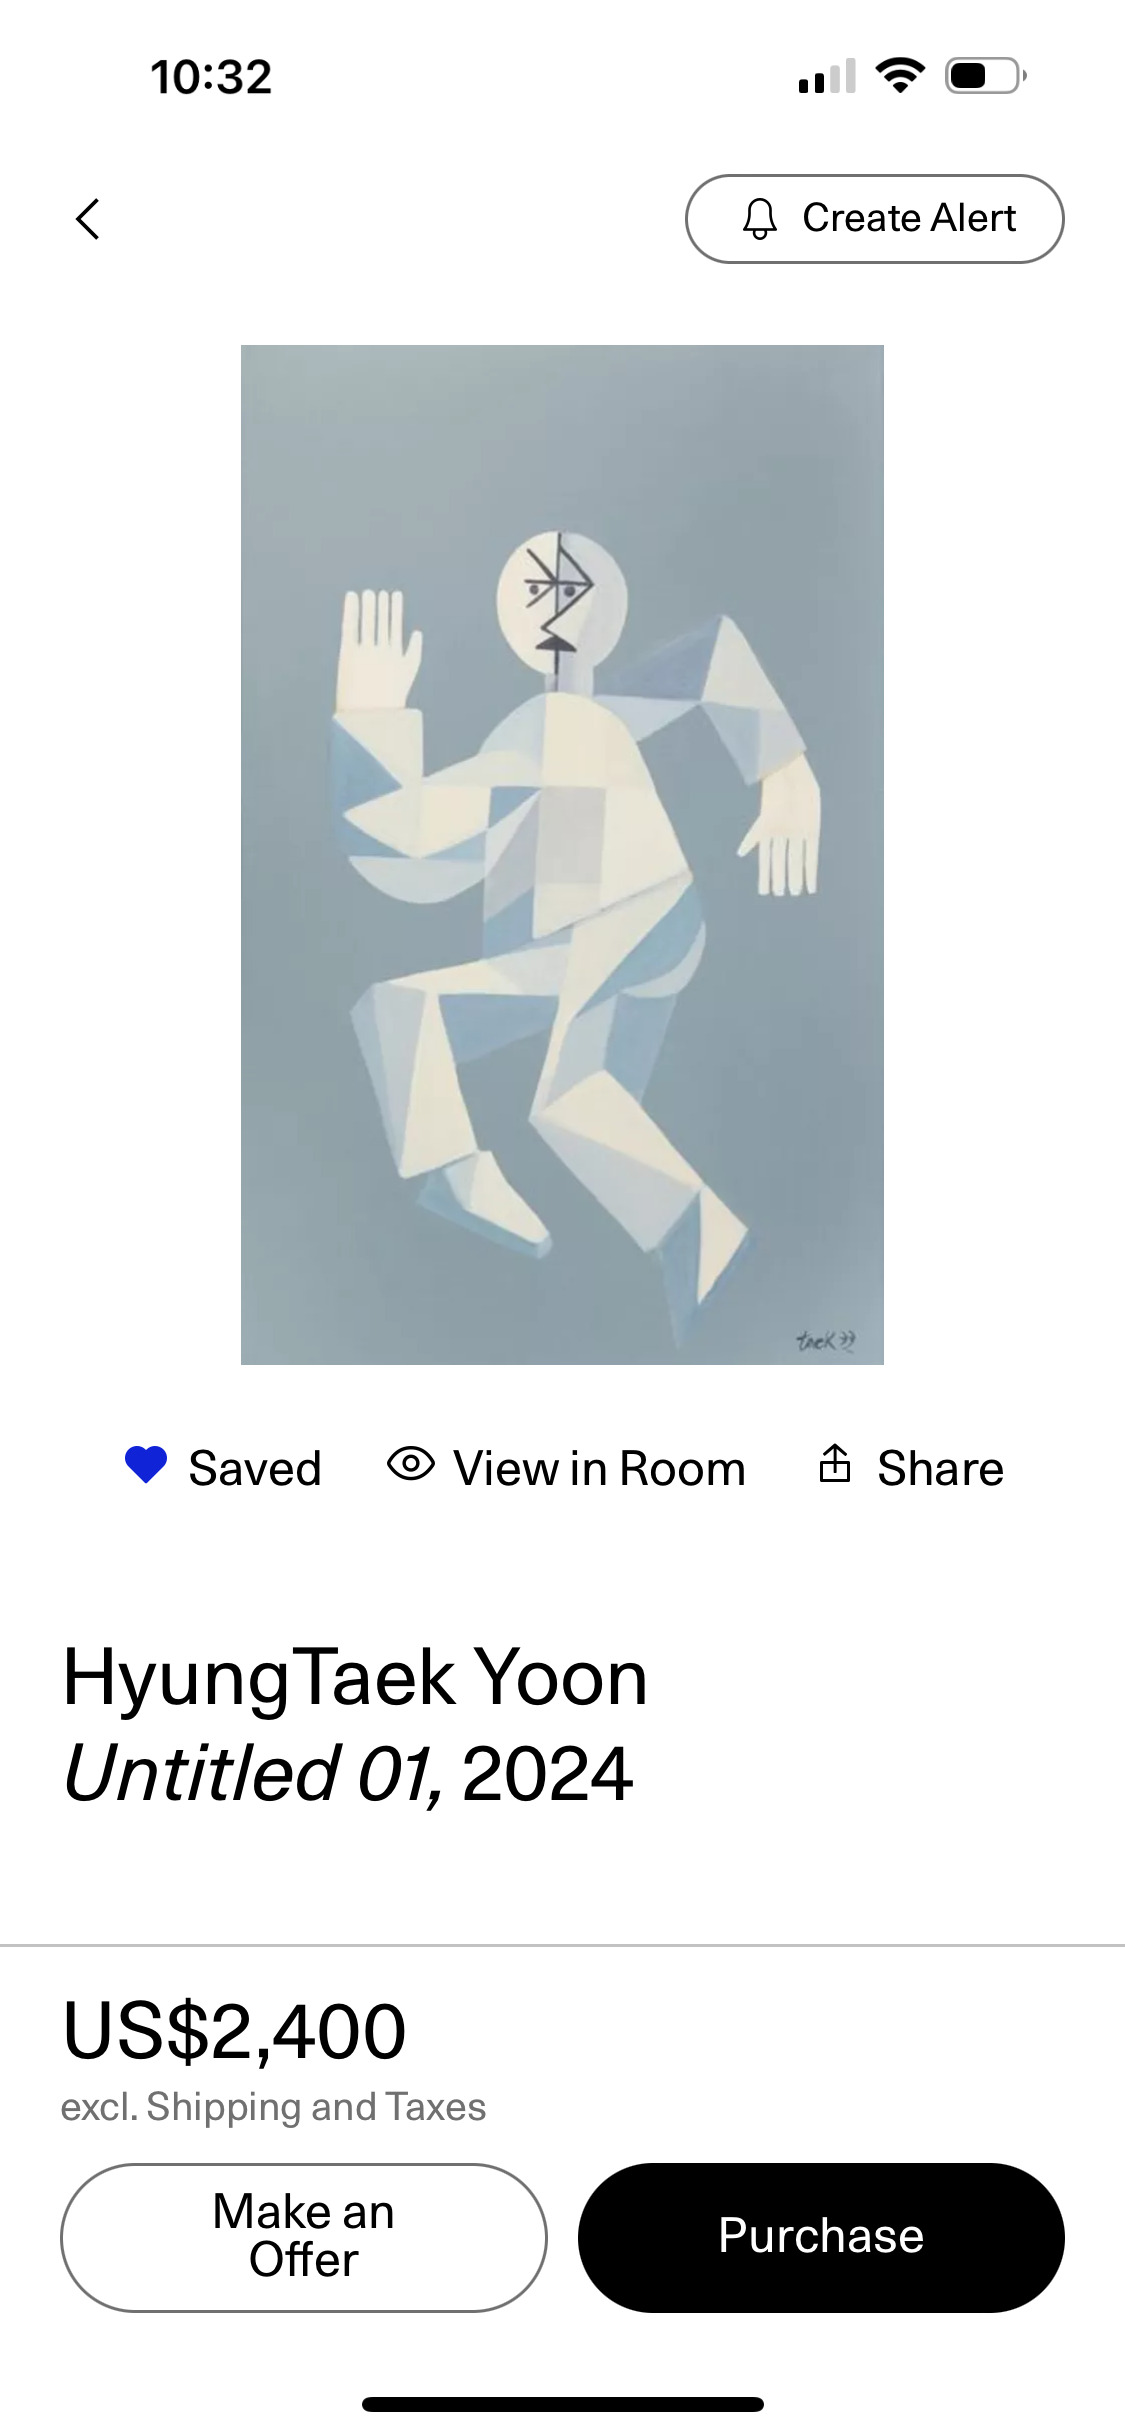 10:32
Create Alert
taek
Saved
View in Room
Share
HyungTaek Yoon
Untitled 01, 2024
US$2,400
excl. Shipping and Taxes
Make an
Offer
Purchase